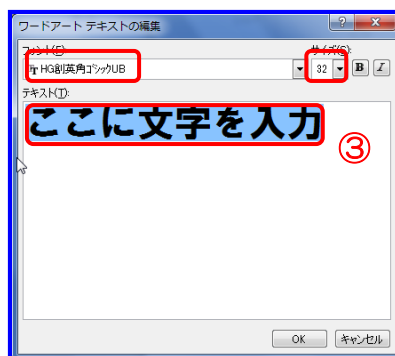 ワードアート テキストの編集
フォント(F):
サイズ(S):
HG創英角ゴシックUB
32
B
I
テキスト(T):
ここに文字を入力
③
OK
キャンセル